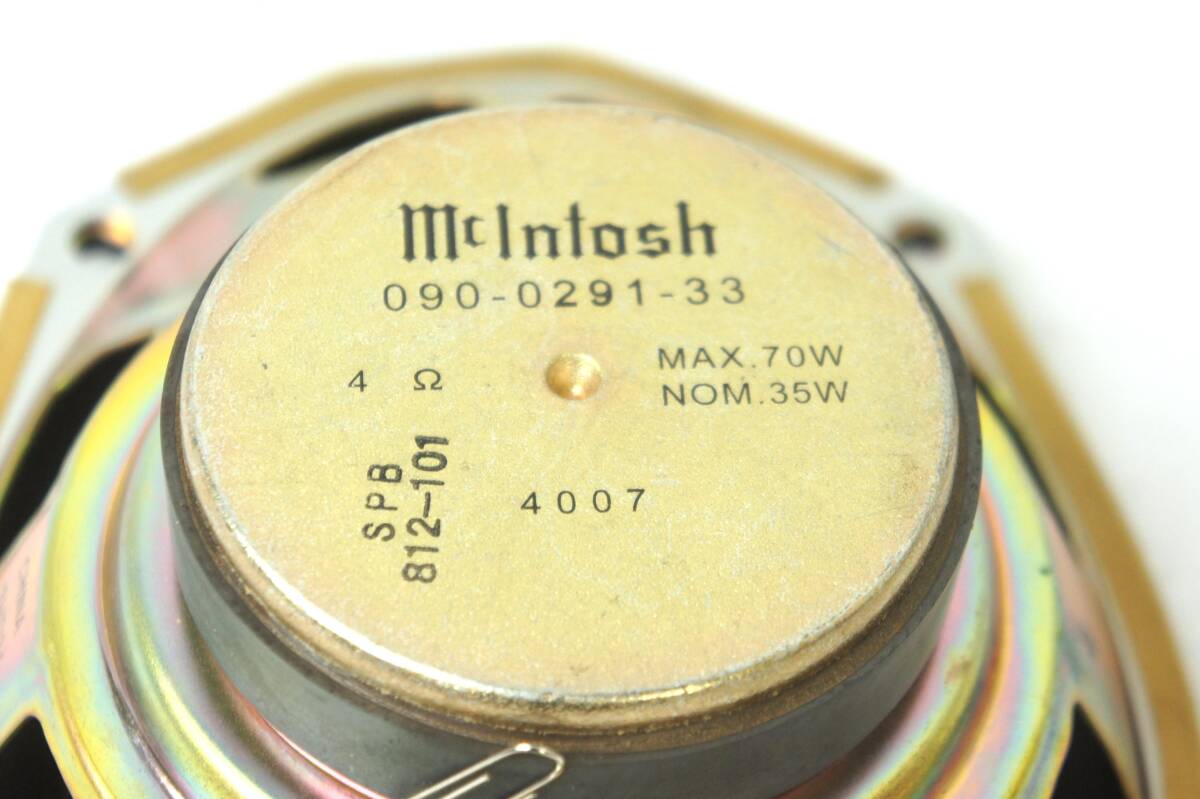 McIntosh
090-0291-33
4 Ω
MAX.70W
NOM.35W
SPB
812-101
4007